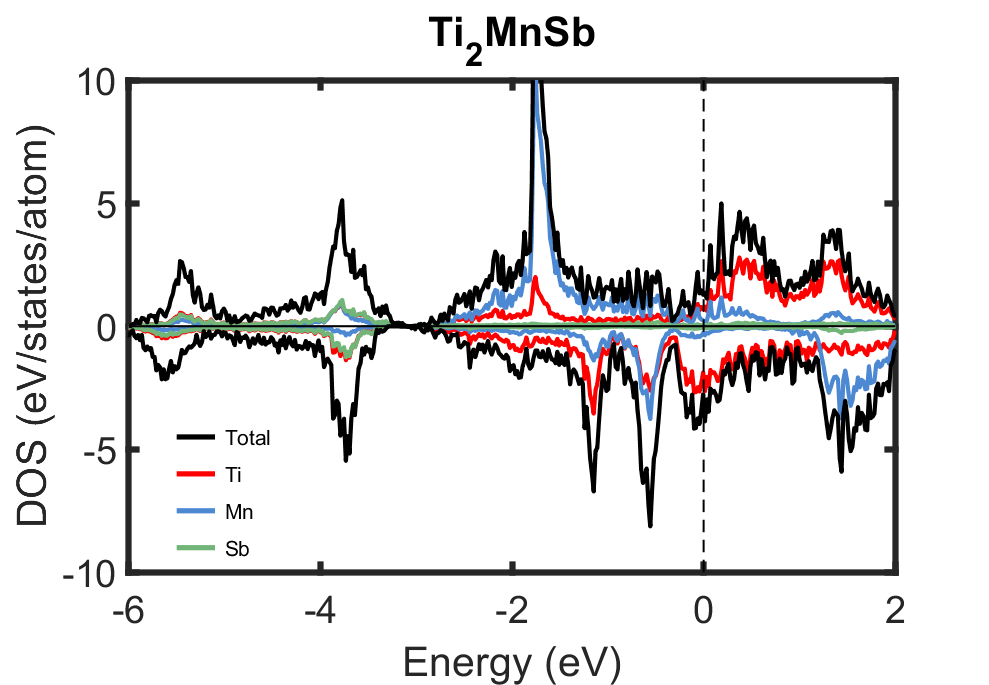 Ti2MnSb
DOS (eV/states/atom)
10
5
0
-5
-10
Total
Ti
Mn
Sb
-6 -4 -2 0 2
Energy (eV)